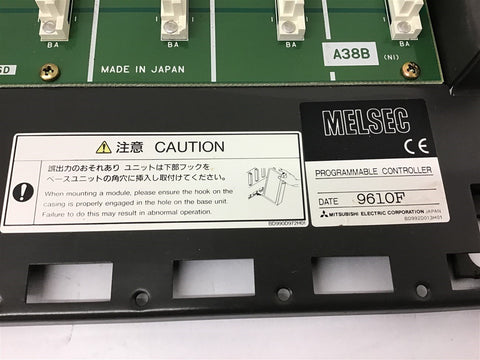 BA
BA
BA
BA
SD
MADE IN JAPAN
A38B
(NI)
注意 CAUTION
誤出力のおそれあり ユニットは下部フックを、
ベースユニットの角穴に挿入し取付けてください。
When mounting a module, please ensure the hook on the
casing is properly engaged in the hole on the base unit.
Failure to do this may result in abnormal operation.
BD990D972H01
MELSEC
CE
PROGRAMMABLE CONTROLLER
DATE 9610F
MITSUBISHI ELECTRIC CORPORATION JAPAN
BD992D013H01